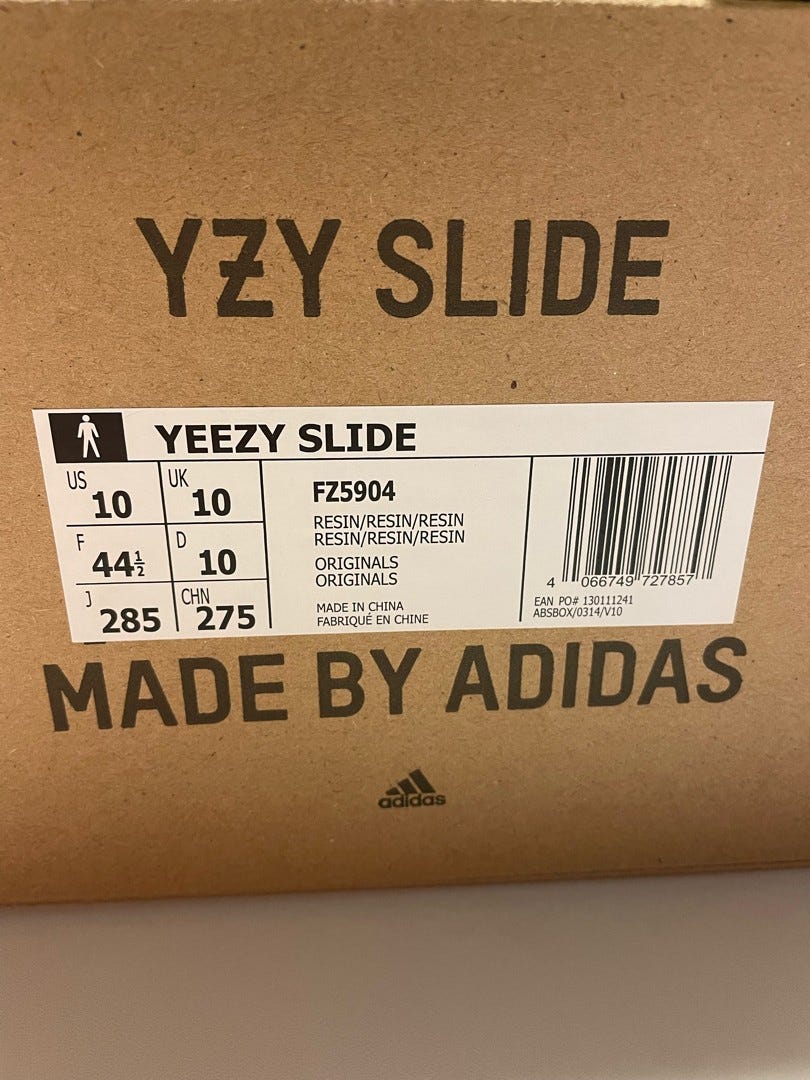 YZY SLIDE
YEEZY SLIDE
US 10
UK 10
F 44½
D 10
J 285
CHN 275
FZ5904
RESIN/RESIN/RESIN
RESIN/RESIN/RESIN
ORIGINALS
ORIGINALS
MADE IN CHINA
FABRIQUÉ EN CHINE
4 066749 727857
EAN PO# 130111241
ABSBOX/0314/V10
MADE BY ADIDAS
adidas